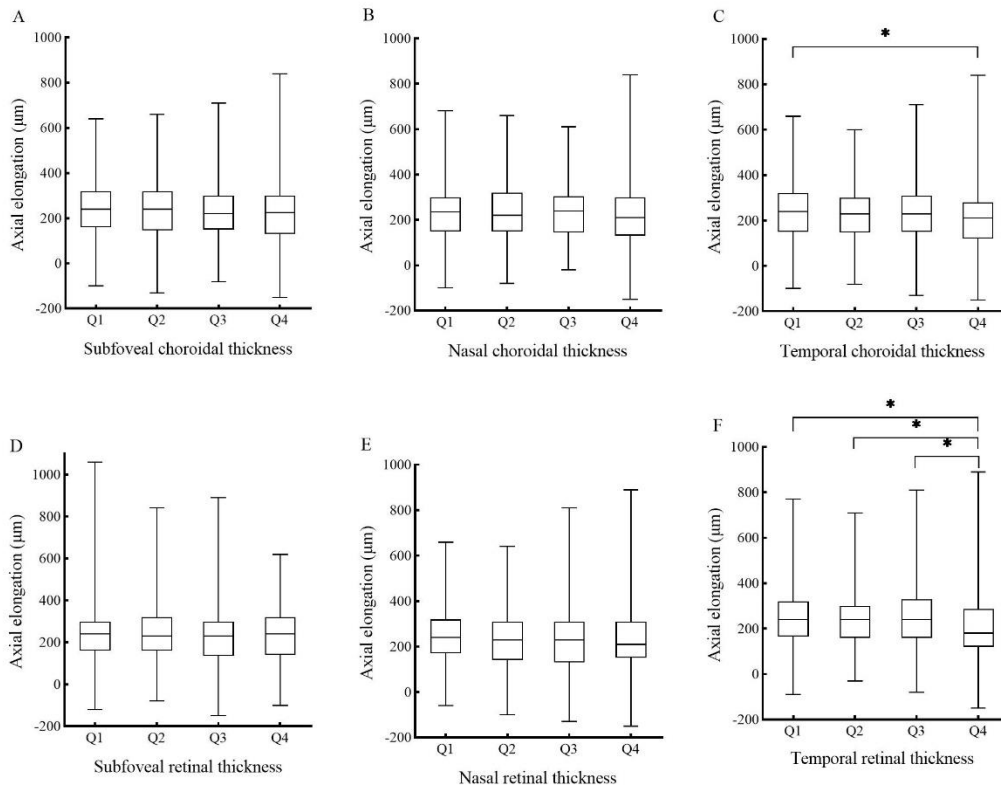 A
Axial elongation (µm)
1000
800
600
400
200
0
-200
Q1 Q2 Q3 Q4
Subfoveal choroidal thickness
B
Axial elongation (µm)
1000
800
600
400
200
0
-200
Q1 Q2 Q3 Q4
Nasal choroidal thickness
C
*
Axial elongation (µm)
1000
800
600
400
200
0
-200
Q1 Q2 Q3 Q4
Temporal choroidal thickness
D
Axial elongation (µm)
1000
800
600
400
200
0
-200
Q1 Q2 Q3 Q4
Subfoveal retinal thickness
E
Axial elongation (µm)
1000
800
600
400
200
0
-200
Q1 Q2 Q3 Q4
Nasal retinal thickness
F
*
*
*
Axial elongation (µm)
1000
800
600
400
200
0
-200
Q1 Q2 Q3 Q4
Temporal retinal thickness